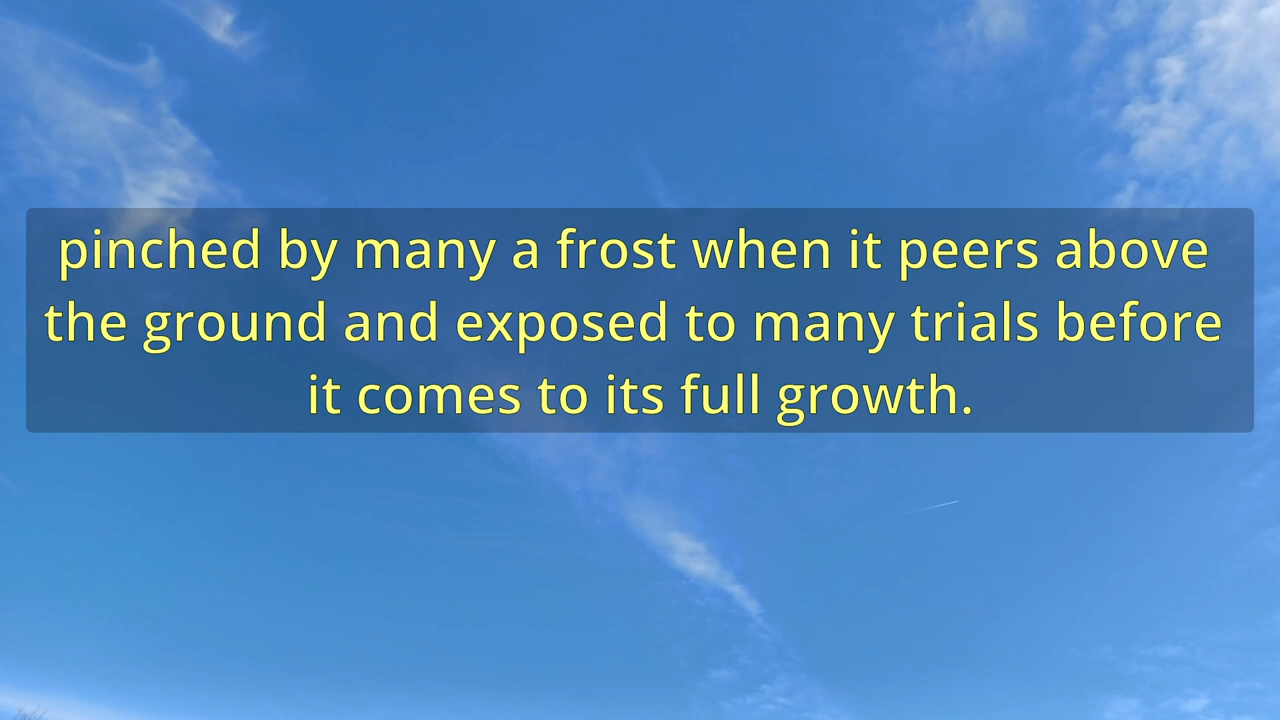 pinched by many a frost when it peers above
the ground and exposed to many trials before
it comes to its full growth.